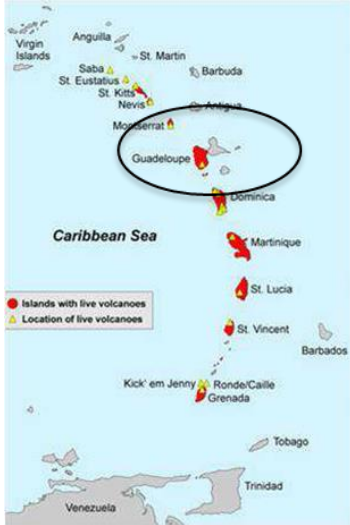 Anguilla
Virgin
Islands
St. Martin
Saba
Barbuda
St. Eustatius
St. Kitts
Nevis
Antigua
Montserrat
Guadeloupe
Dominica
Caribbean Sea
Martinique
St. Lucia
Islands with live volcanoes
Location of live volcanoes
St. Vincent
Barbados
Kick' em Jenny
Ronde/Caille
Grenada
Tobago
Trinidad
Venezuela